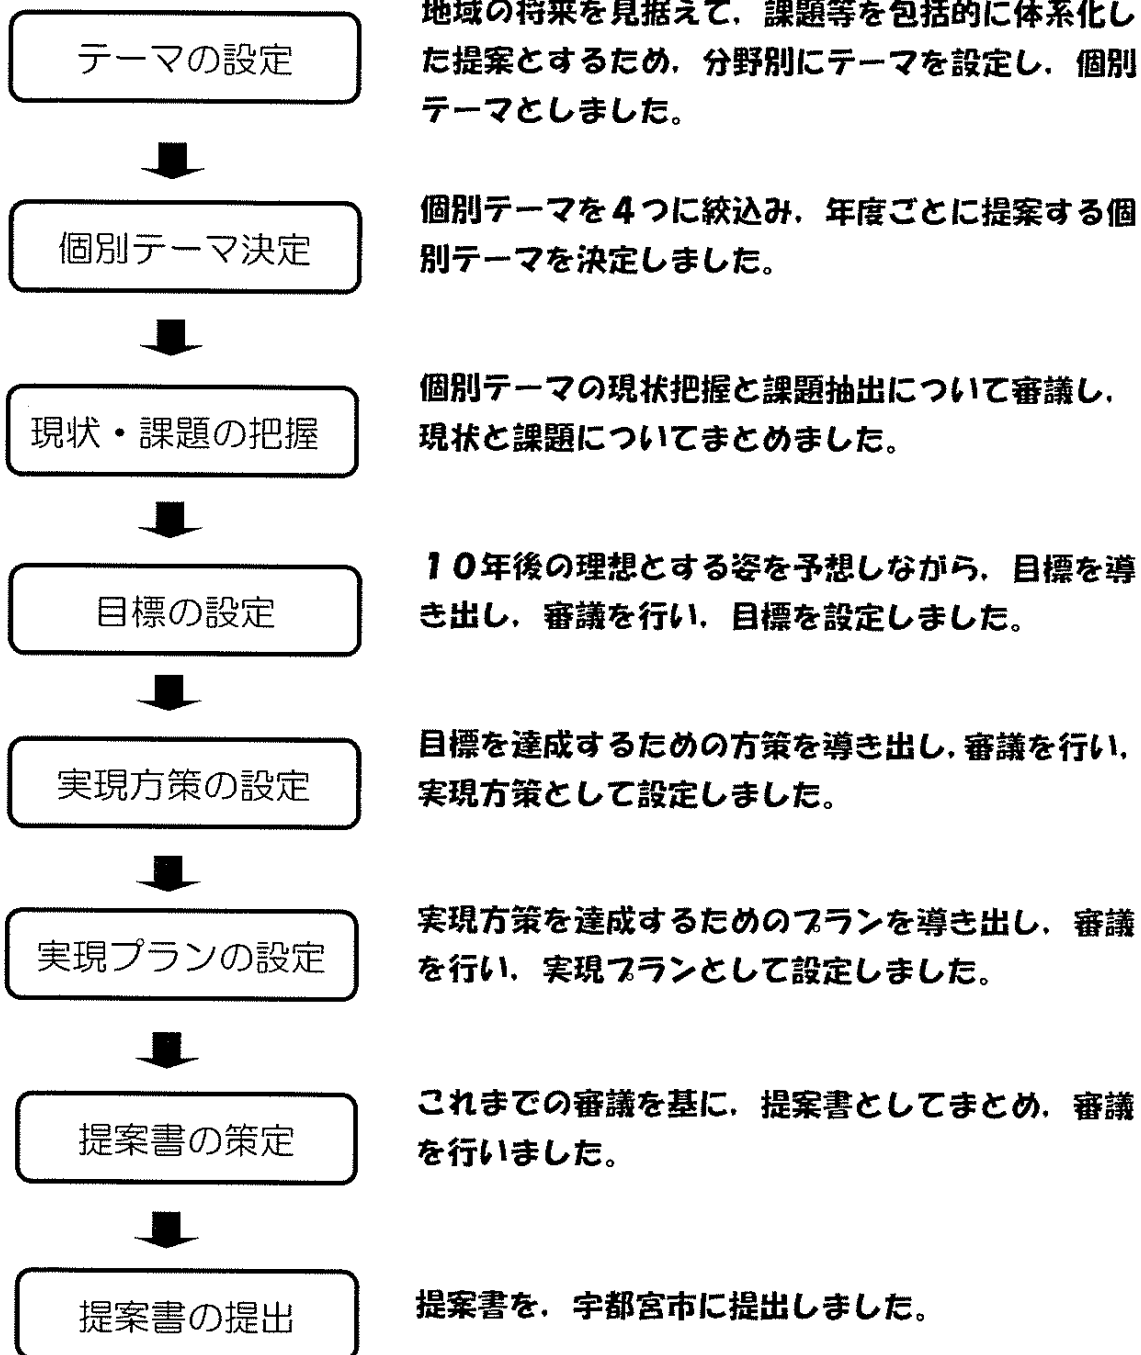 テーマの設定
地域の将来を見据えて，課題等を包括的に体系化し
た提案とするため，分野別にテーマを設定し，個別
テーマとしました。
個別テーマ決定
個別テーマを４つに絞込み，年度ごとに提案する個
別テーマを決定しました。
現状・課題の把握
個別テーマの現状把握と課題抽出について審議し，
現状と課題についてまとめました。
目標の設定
１０年後の理想とする姿を予想しながら，目標を導
き出し，審議を行い，目標を設定しました。
実現方策の設定
目標を達成するための方策を導き出し，審議を行い，
実現方策として設定しました。
実現プランの設定
実現方策を達成するためのプランを導き出し，審議
を行い，実現プランとして設定しました。
提案書の策定
これまでの審議を基に，提案書としてまとめ，審議
を行いました。
提案書の提出
提案書を，宇都宮市に提出しました。